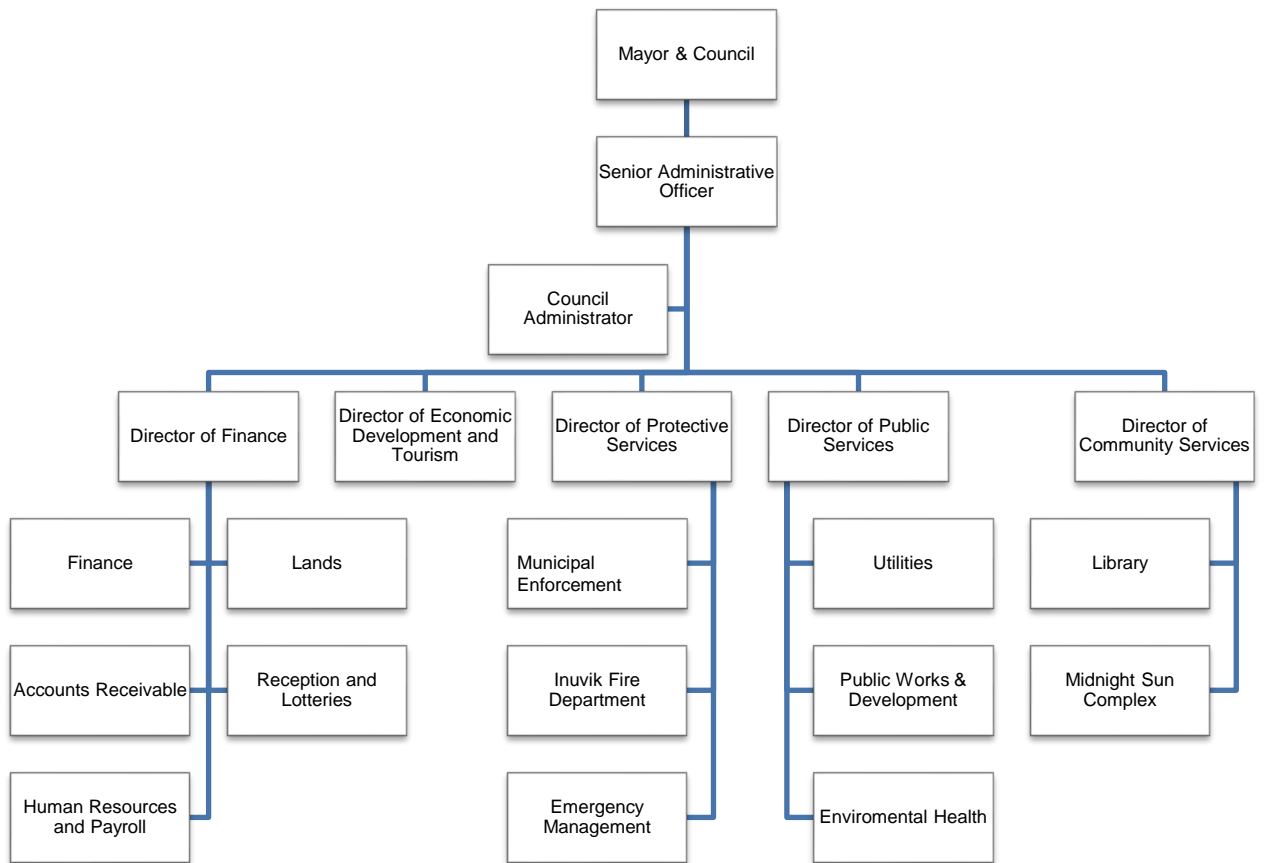 Mayor & Council
Senior Administrative
Officer
Council
Administrator
Director of Finance
Director of Economic
Development and
Tourism
Director of Protective
Services
Director of Public
Services
Director of
Community Services
Finance
Lands
Municipal
Enforcement
Utilities
Library
Accounts Receivable
Reception and
Lotteries
Inuvik Fire
Department
Public Works &
Development
Midnight Sun
Complex
Human Resources
and Payroll
Emergency
Management
Enviromental Health